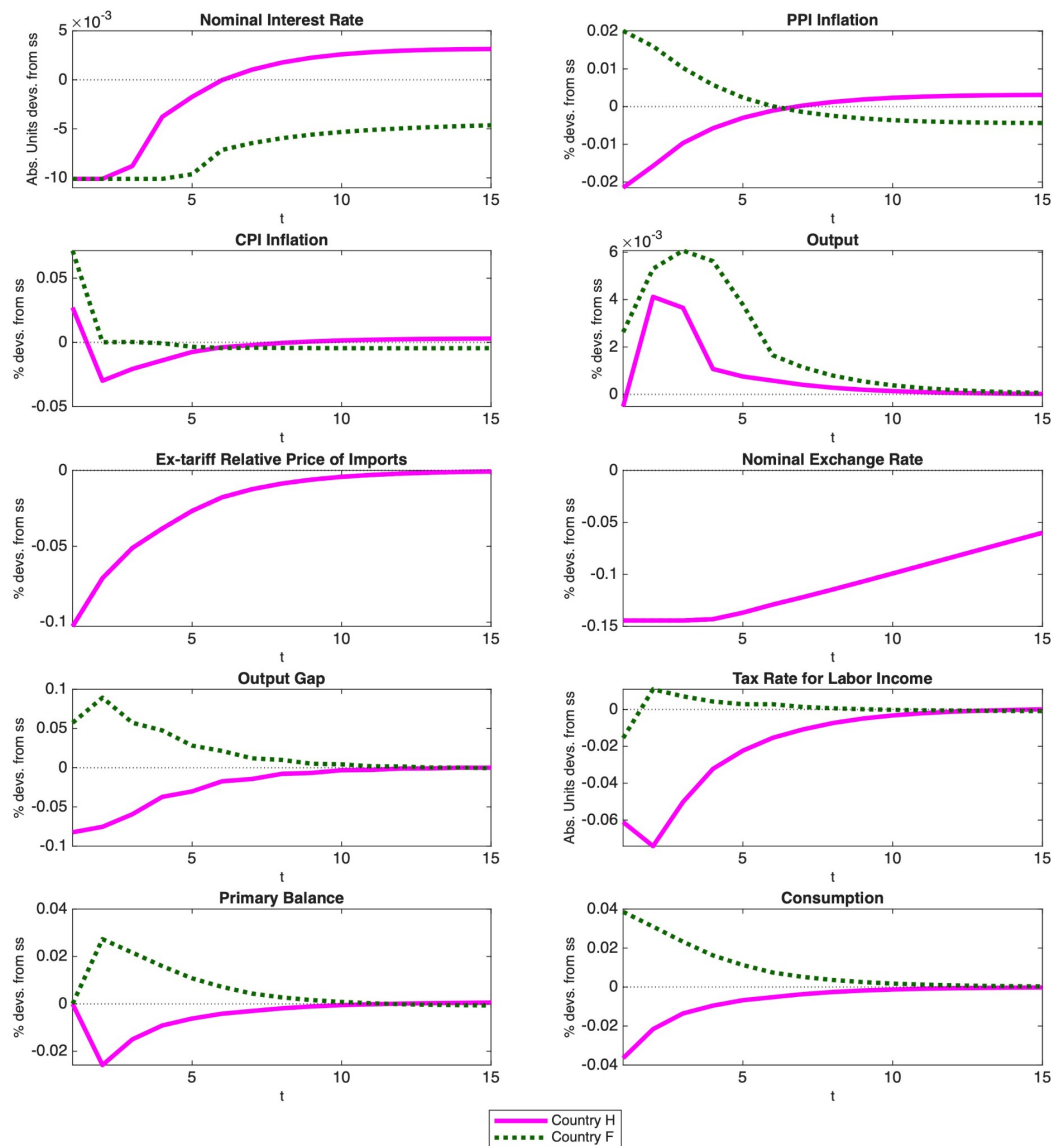 Nominal Interest Rate
×10-3
5
0
-5
-10
Abs. Units devs. from ss
5
10
15
t
PPI Inflation
0.02
0.01
0
-0.01
-0.02
% devs. from ss
5
10
15
t
CPI Inflation
0.05
0
-0.05
% devs. from ss
5
10
15
t
Output
×10-3
6
4
2
0
% devs. from ss
5
10
15
t
Ex-tariff Relative Price of Imports
0
-0.05
-0.1
% devs. from ss
5
10
15
t
Nominal Exchange Rate
0
-0.05
-0.1
-0.15
% devs. from ss
5
10
15
t
Output Gap
0.1
0.05
0
-0.05
-0.1
% devs. from ss
5
10
15
t
Tax Rate for Labor Income
0
-0.02
-0.04
-0.06
Abs. Units devs. from ss
5
10
15
t
Primary Balance
0.04
0.02
0
-0.02
% devs. from ss
5
10
15
t
Consumption
0.04
0.02
0
-0.02
-0.04
% devs. from ss
5
10
15
t
Country H
Country F